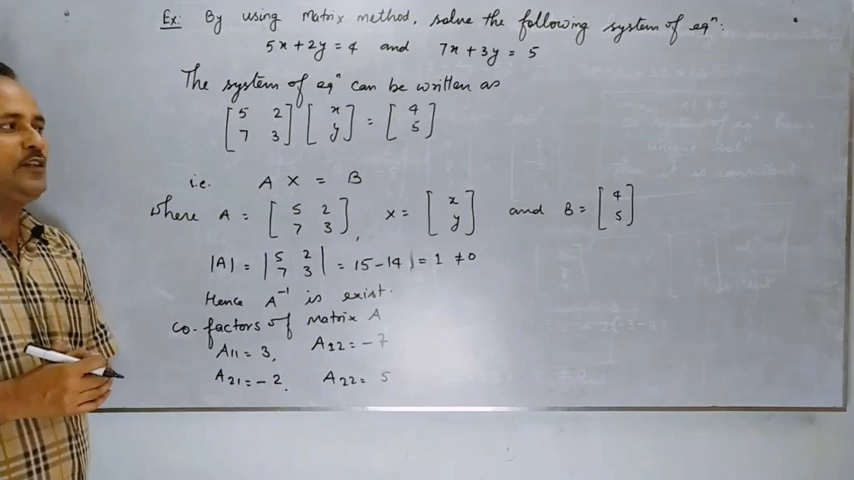 Ex: By using Matrix method, solve the following system of eqⁿ:
5x+2y=4 and 7x+3y=5
The system of eqⁿ can be written as
[5 2] [x] = [4]
[7 3] [y] [5]
i.e. A X = B
where A = [5 2], X = [x] and B = [4]
[7 3] [y] [5]
|A| = |5 2| = 15-14 = 1 ≠0
|7 3|
Hence A⁻¹ is exist.
Co-factors of Matrix A
A11 = 3, A12 = -7
A21 = -2, A22 = 5